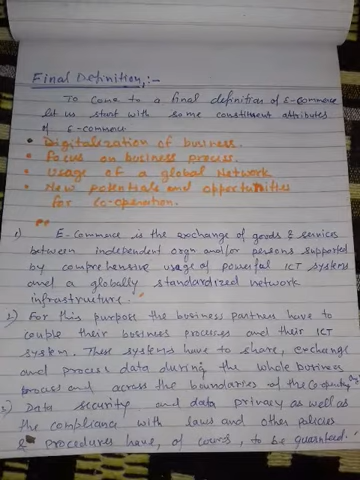 Final Definition:-
To come to a final definition of E-commerce
let us start with some constituent attributes
of E-commerce.
• Digitalization of business.
• Focus on business process.
• Usage of a global Network
• New potentials and oppertunities
for co-operation.
1) E-Commerce is the exchange of goods & services
between independent orgn and/or persons supported
by comprehensive usage of powerful ICT systems
and a globally standardized network
infrastructure.
2) For this purpose the business partners have to
couple their business processes and their ICT
system. These systems have to share, exchange
and process data during the whole business
process and across the boundaries of the
3) Data security and data privacy as well as
the compliance with laws and other policies
& procedures have, of cours, to be